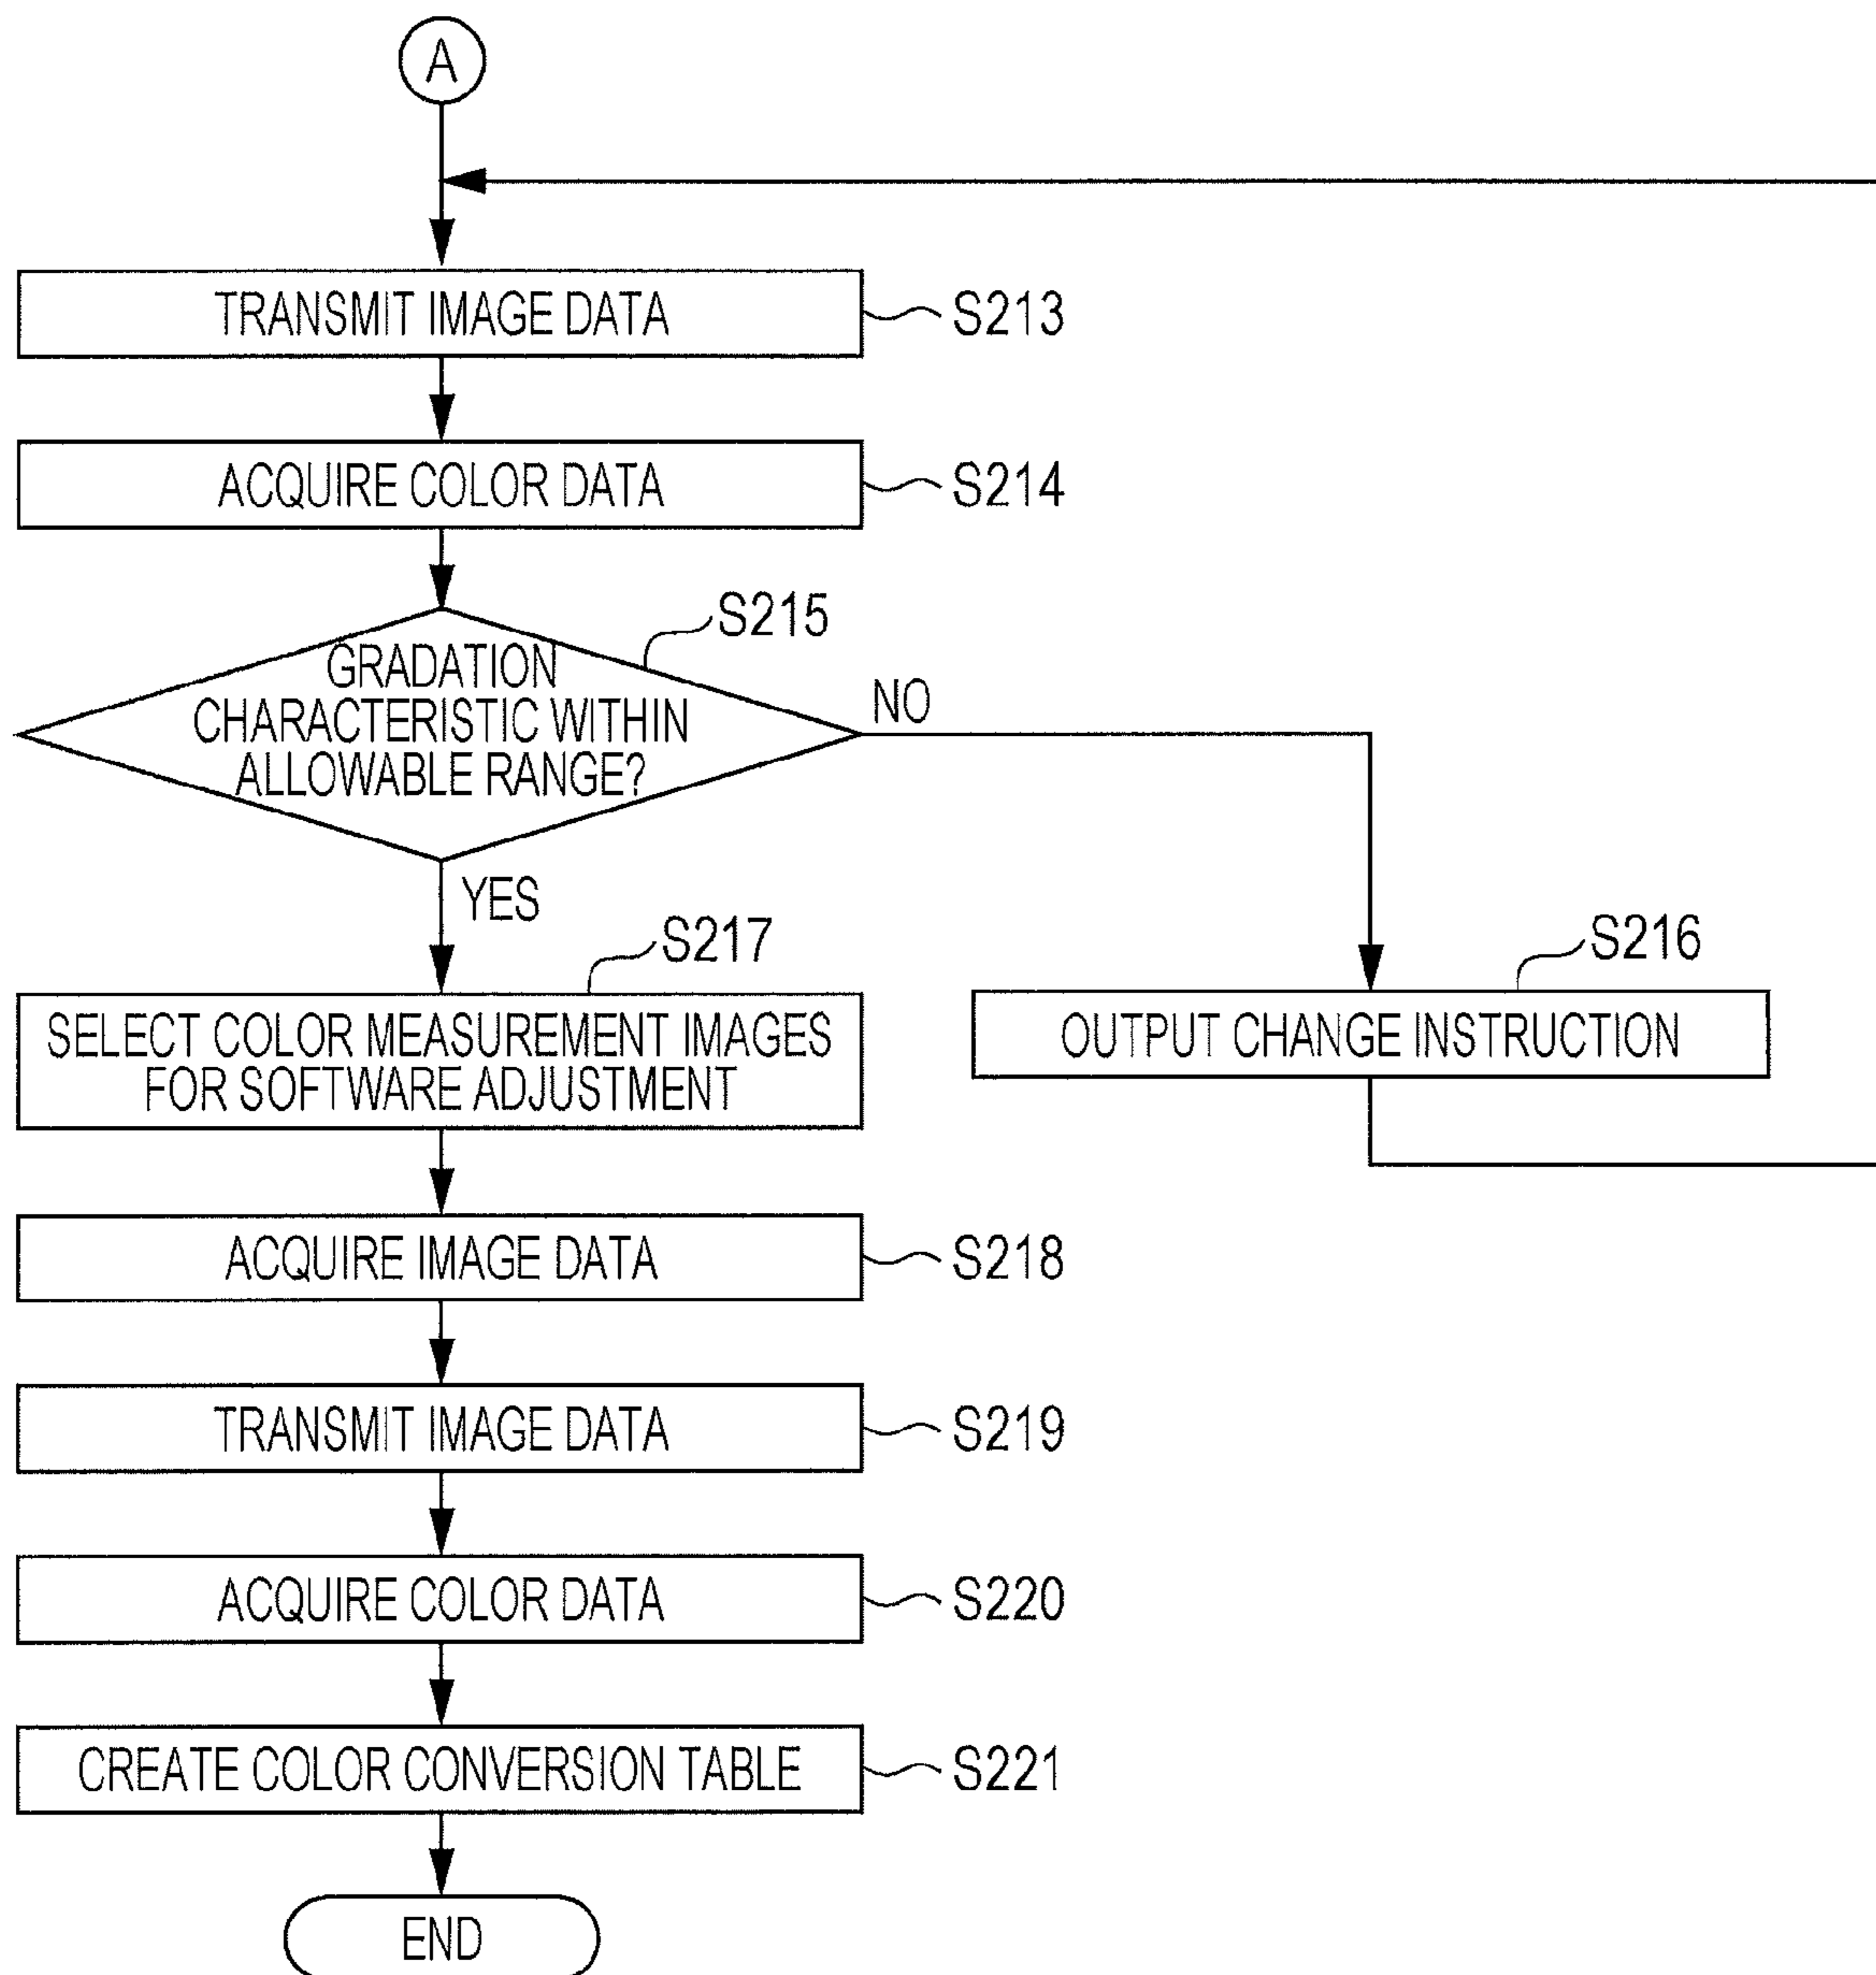 A
TRANSMIT IMAGE DATA
S213
ACQUIRE COLOR DATA
S214
S215
GRADATION
CHARACTERISTIC WITHIN
ALLOWABLE RANGE?
NO
YES
S217
SELECT COLOR MEASUREMENT IMAGES
FOR SOFTWARE ADJUSTMENT
S216
OUTPUT CHANGE INSTRUCTION
ACQUIRE IMAGE DATA
S218
TRANSMIT IMAGE DATA
S219
ACQUIRE COLOR DATA
S220
CREATE COLOR CONVERSION TABLE
S221
END